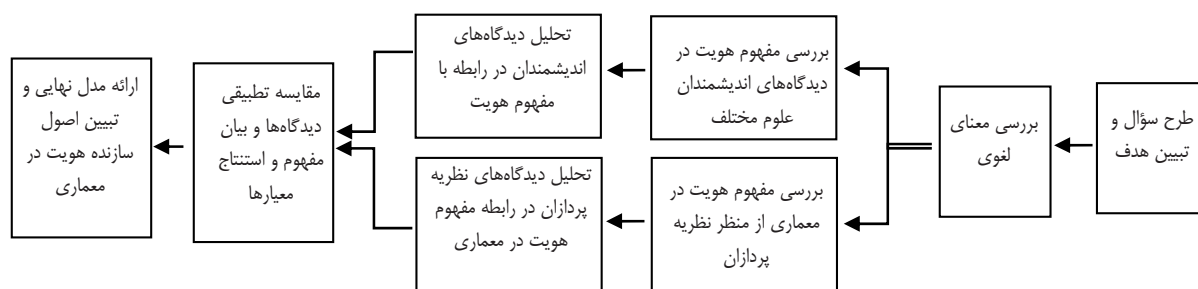 طرح سؤال و
تبیین هدف
بررسی معنای
لغوی
بررسی مفهوم هویت در
دیدگاه‌های اندیشمندان
علوم مختلف
تحلیل دیدگاه‌های
اندیشمندان در رابطه با
مفهوم هویت
بررسی مفهوم هویت در
معماری از منظر نظریه
پردازان
تحلیل دیدگاه‌های نظریه
پردازان در رابطه مفهوم
هویت در معماری
مقایسه تطبیقی
دیدگاه‌ها و بیان
مفهوم و استنتاج
معیارها
ارائه مدل نهایی و
تبیین اصول
سازنده هویت در
معماری